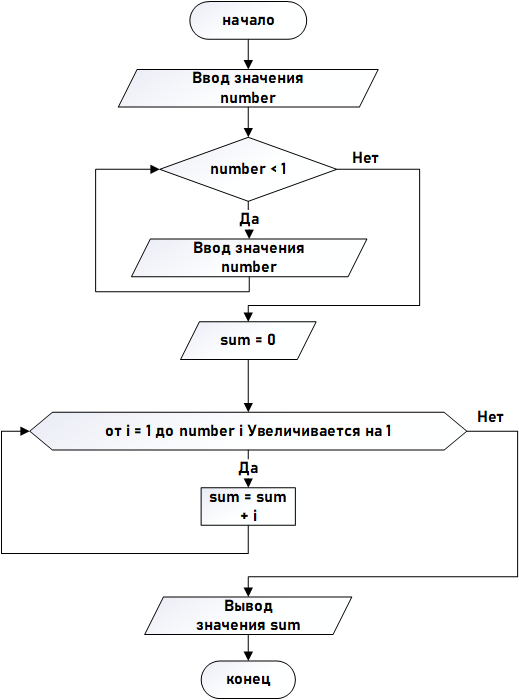 начало
Ввод значения
number
number < 1
Нет
Да
Ввод значения
number
sum = 0
от i = 1 до number i Увеличивается на 1
Нет
Да
sum = sum
+ i
Вывод
значения sum
конец